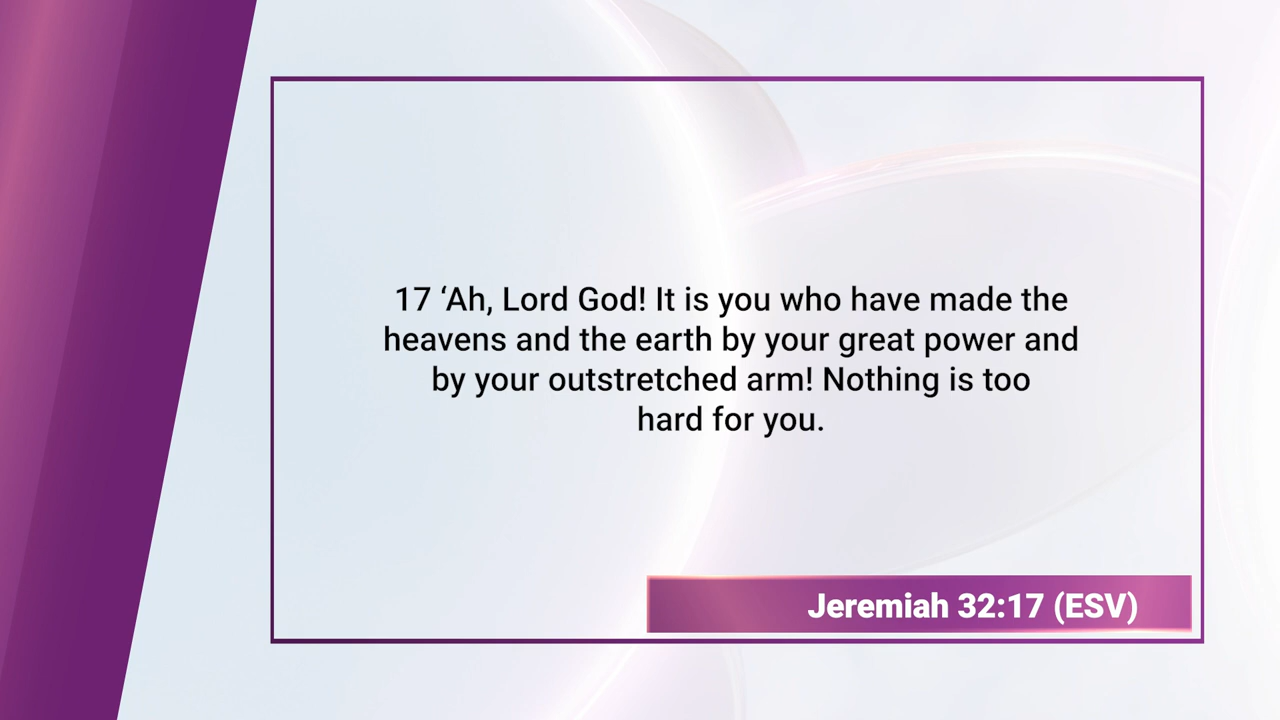 17 ‘Ah, Lord God! It is you who have made the
heavens and the earth by your great power and
by your outstretched arm! Nothing is too
hard for you.
Jeremiah 32:17 (ESV)